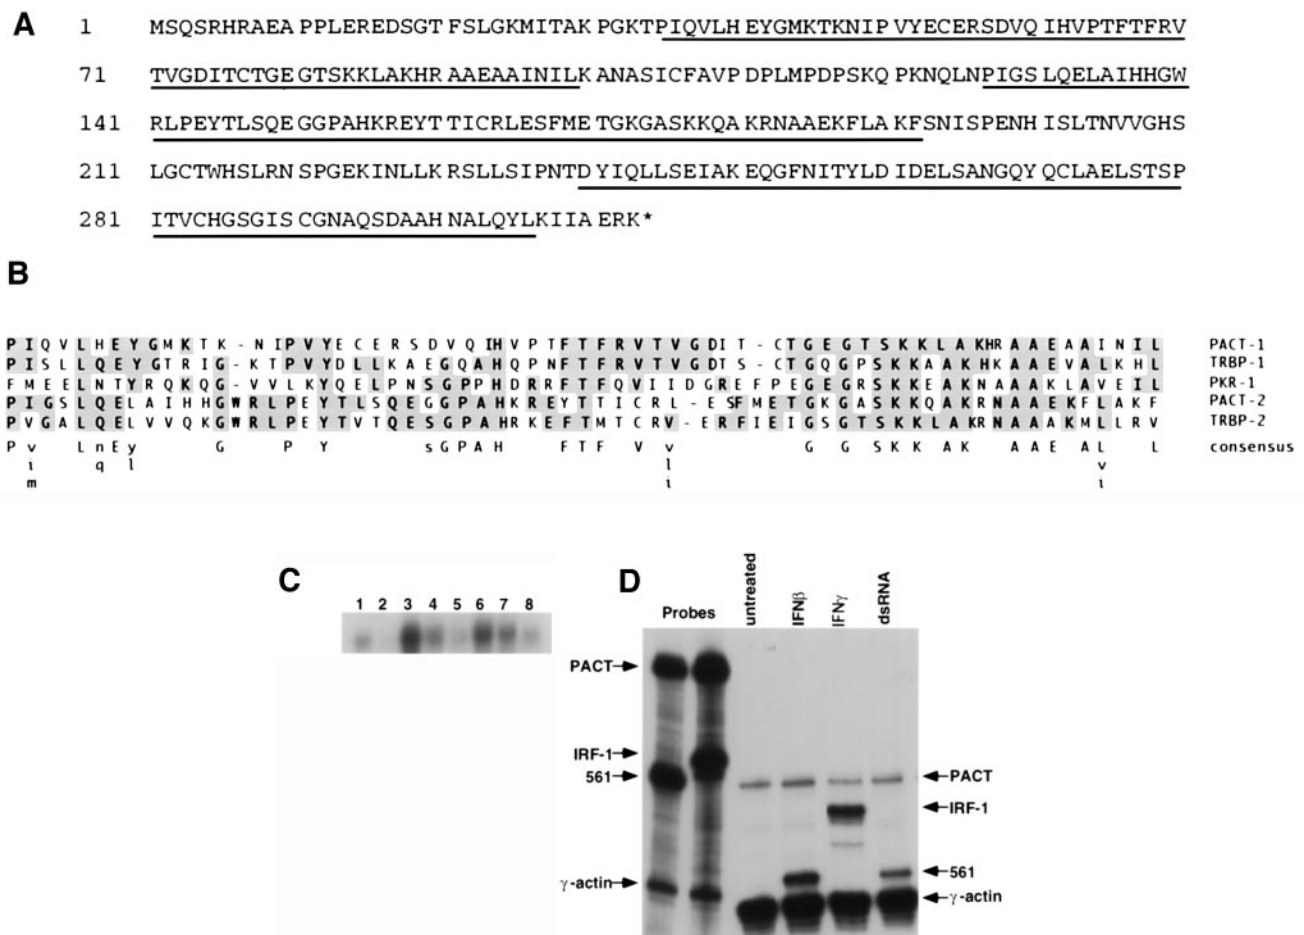 A
1 MSQSRHRAEA PPLEREDSGT FSLGKMITAK PGKTPIQVLH EYGMKTKNIP VYECERSDVQ IHVPTFTFRV
71 TVGDITCTGE GTSKKLAKHR AAEAAINILK ANASICFAVP DPLMPDPSKQ PKNQLNPIGS LQELAIHHGW
141 RLPEYTLSQE GGPAHKREYT TICRLESFME TGKGASKKQA KRNAAEKFLA KFSNISPENH ISLTNVVGHS
211 LGCTWHSLRN SPGEKINLLK RSLLSIPNTD YIQLLSEIAK EQGFNITYLD IDELSANGQY QCLAELSTSP
281 ITVCHGSGIS CGNAQSDAAH NALQYLKIIA ERK*
B
P I Q V L H E Y G M K T K - N I P V Y E C E R S D V Q I H V P T F T F R V T V G D I T - C T G E G T S K K L A K H R A A E A A I N I L PACT-1
P I S L L Q E Y G T R I G - K T P V Y D L L K A E G Q A H Q P N F T F R V T V G D T S - C T G Q G P S K K A A K H K A A E V A L K H L TRBP-1
F M E E L N T Y R Q K Q G - V V L K Y Q E L P N S G P P H D R R F T F Q V I I D G R E F P E G E G R S K K E A K N A A A K L A V E I L PKR-1
P I G S L Q E L A I H H G W R L P E Y T L S Q E G G P A H K R E Y T T I C R L - E S F M E T G K G A S K K Q A K R N A A E K F L A K F PACT-2
P V G A L Q E L V V Q K G W R L P E Y T V T Q E S G P A H R K E F T M T C R V - E R F I E I G S G T S K K L A K R N A A A K M L L R V TRBP-2
P v L n E y G P Y s G P A H F T F V v G G S K K A K A A E A L L consensus
i q l l v
m i i
C
1 2 3 4 5 6 7 8
D
Probes
untreated
IFNβ
IFNγ
dsRNA
PACT
IRF-1
561
γ-actin
PACT
IRF-1
561
γ-actin